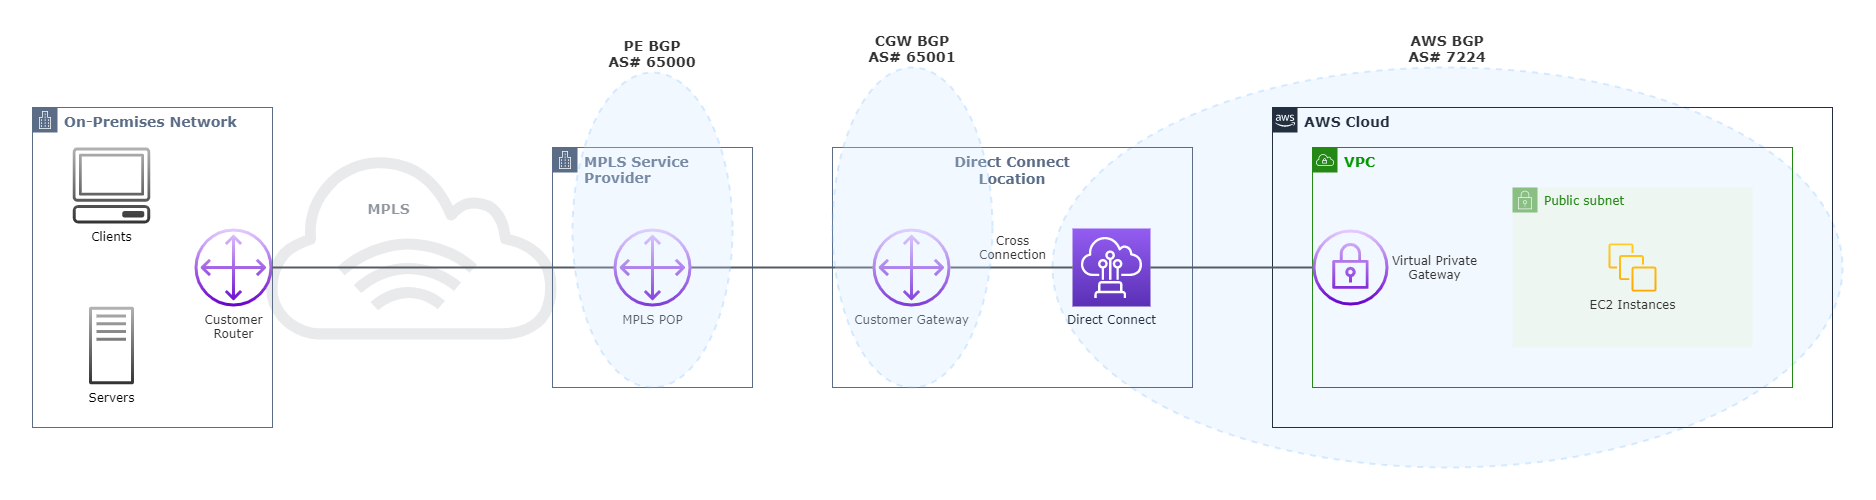 PE BGP
AS# 65000
CGW BGP
AS# 65001
AWS BGP
AS# 7224
On-Premises Network
Clients
Servers
Customer
Router
MPLS
MPLS Service
Provider
MPLS POP
Direct Connect
Location
Customer Gateway
Cross
Connection
Direct Connect
aws
AWS Cloud
VPC
Virtual Private
Gateway
Public subnet
EC2 Instances